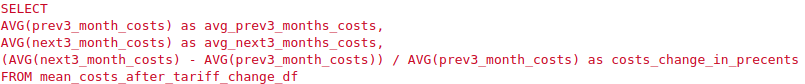 SELECT
AVG(prev3_month_costs) as avg_prev3_months_costs,
AVG(next3_month_costs) as avg_next3_months_costs,
(AVG(next3_month_costs) - AVG(prev3_month_costs)) / AVG(prev3_month_costs) as costs_change_in_precents
FROM mean_costs_after_tariff_change_df